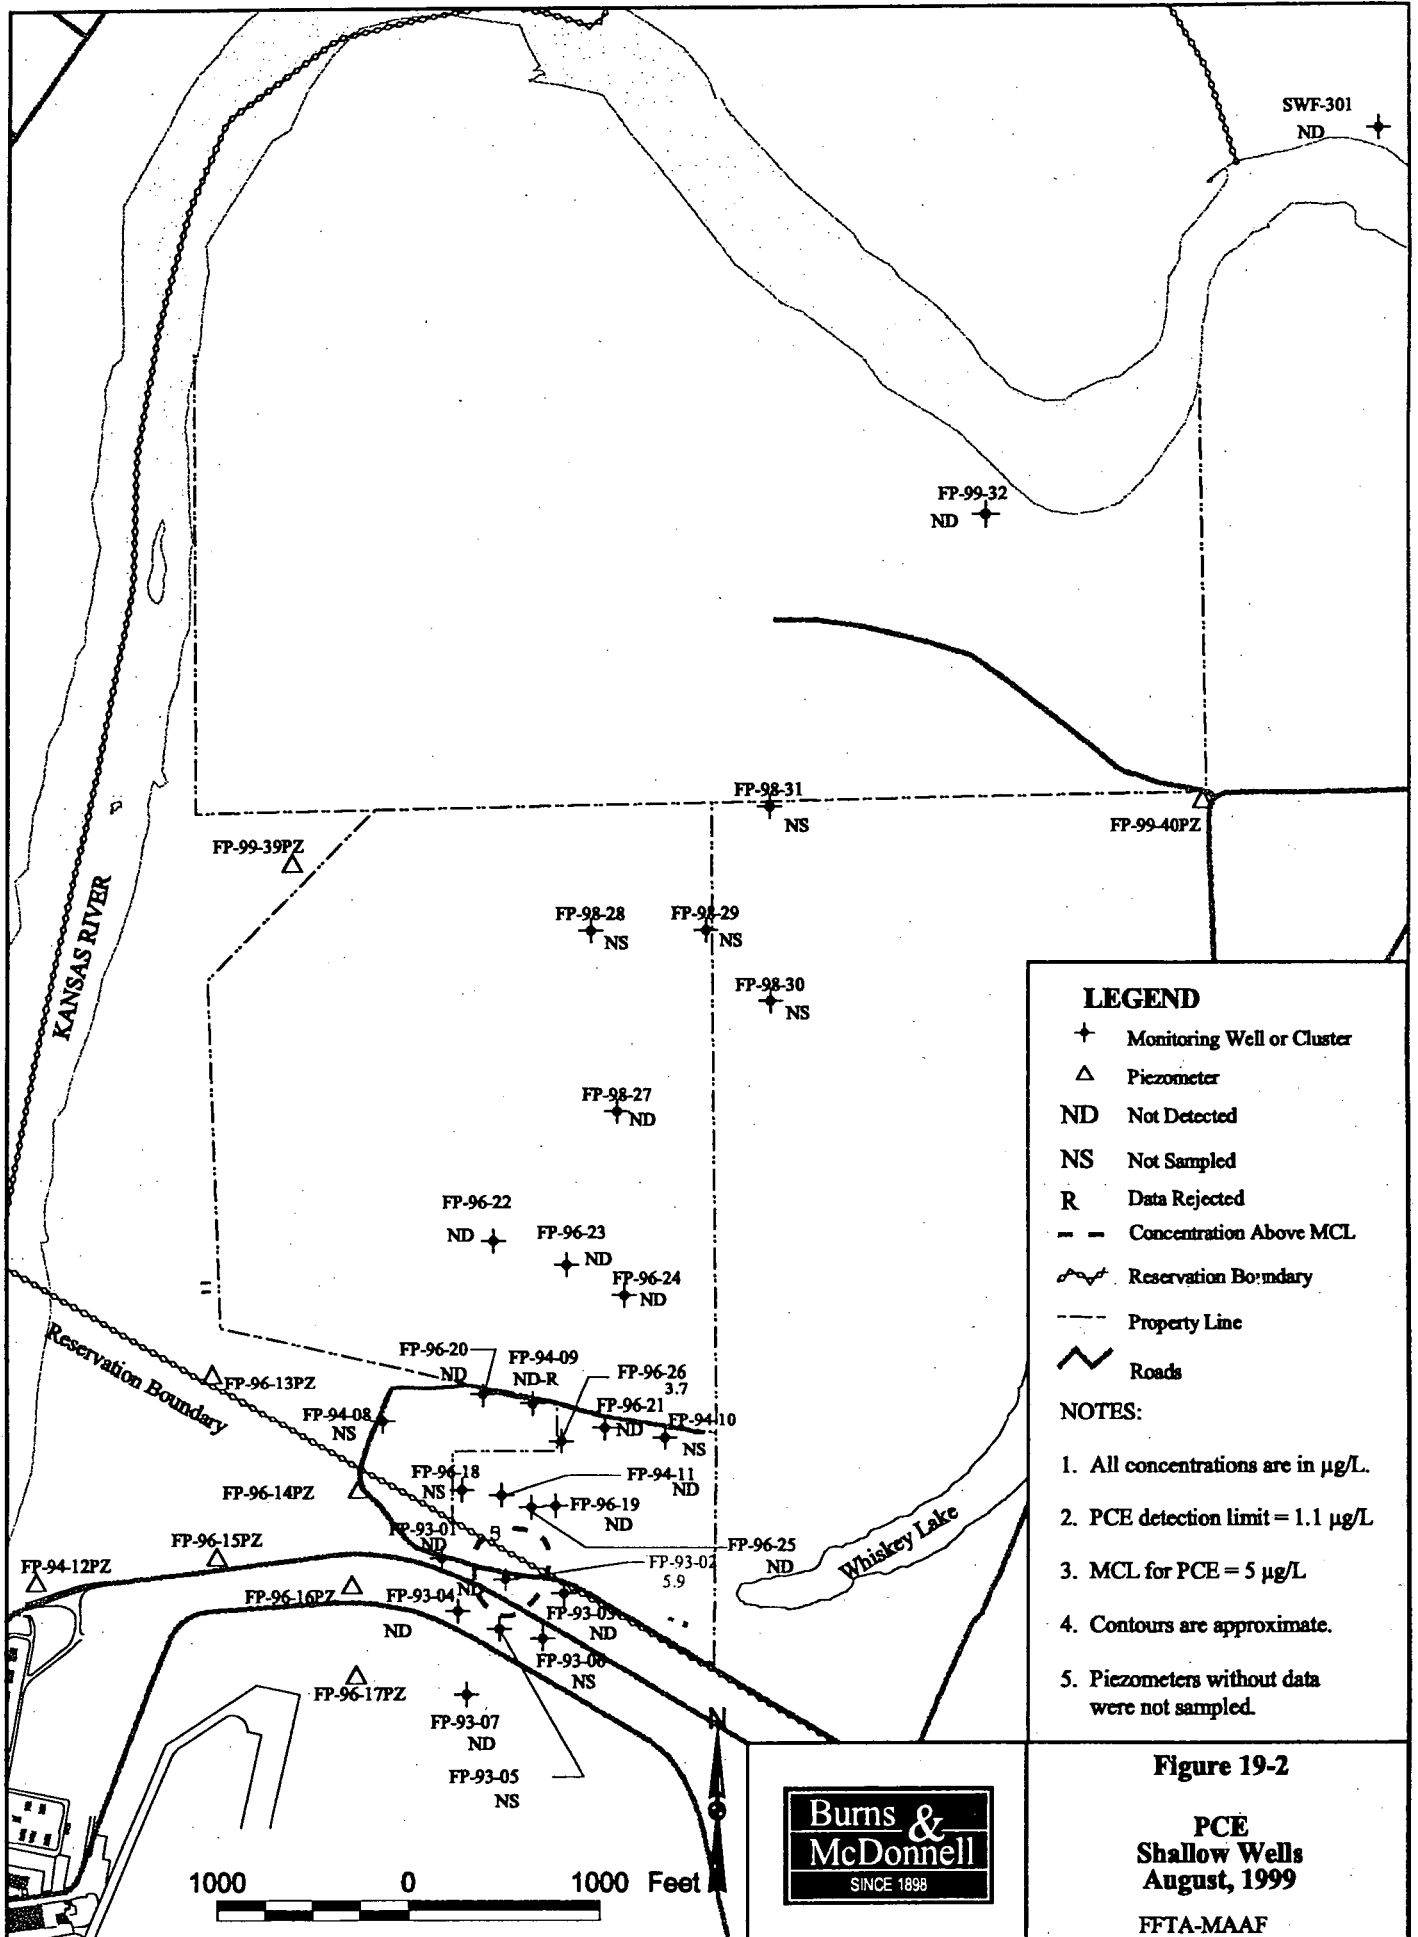 SWF-301
ND
FP-99-32
ND
FP-98-31
NS
FP-99-40PZ
FP-99-39PZ
KANSAS RIVER
FP-98-28
NS
FP-98-29
NS
FP-98-30
NS
FP-98-27
ND
FP-96-22
ND
FP-96-23
ND
FP-96-24
ND
Reservation Boundary
FP-96-13PZ
FP-96-20
ND
FP-94-09
ND-R
FP-96-26
3.7
FP-96-21
ND
FP-94-10
NS
FP-94-08
NS
FP-96-18
NS
FP-94-11
ND
FP-96-14PZ
FP-96-19
ND
FP-93-01
ND
5
FP-96-25
ND
FP-93-02
5.9
Whiskey Lake
FP-96-15PZ
FP-94-12PZ
FP-96-16PZ
FP-93-04
ND
ND
FP-93-03
ND
FP-93-06
NS
FP-96-17PZ
FP-93-07
ND
FP-93-05
NS
N
1000 0 1000 Feet
LEGEND
Monitoring Well or Cluster
Piezometer
ND Not Detected
NS Not Sampled
R Data Rejected
Concentration Above MCL
Reservation Boundary
Property Line
Roads
NOTES:
1. All concentrations are in µg/L.
2. PCE detection limit = 1.1 µg/L
3. MCL for PCE = 5 µg/L
4. Contours are approximate.
5. Piezometers without data
were not sampled.
Burns &
McDonnell
SINCE 1898
Figure 19-2
PCE
Shallow Wells
August, 1999
FFTA-MAAF